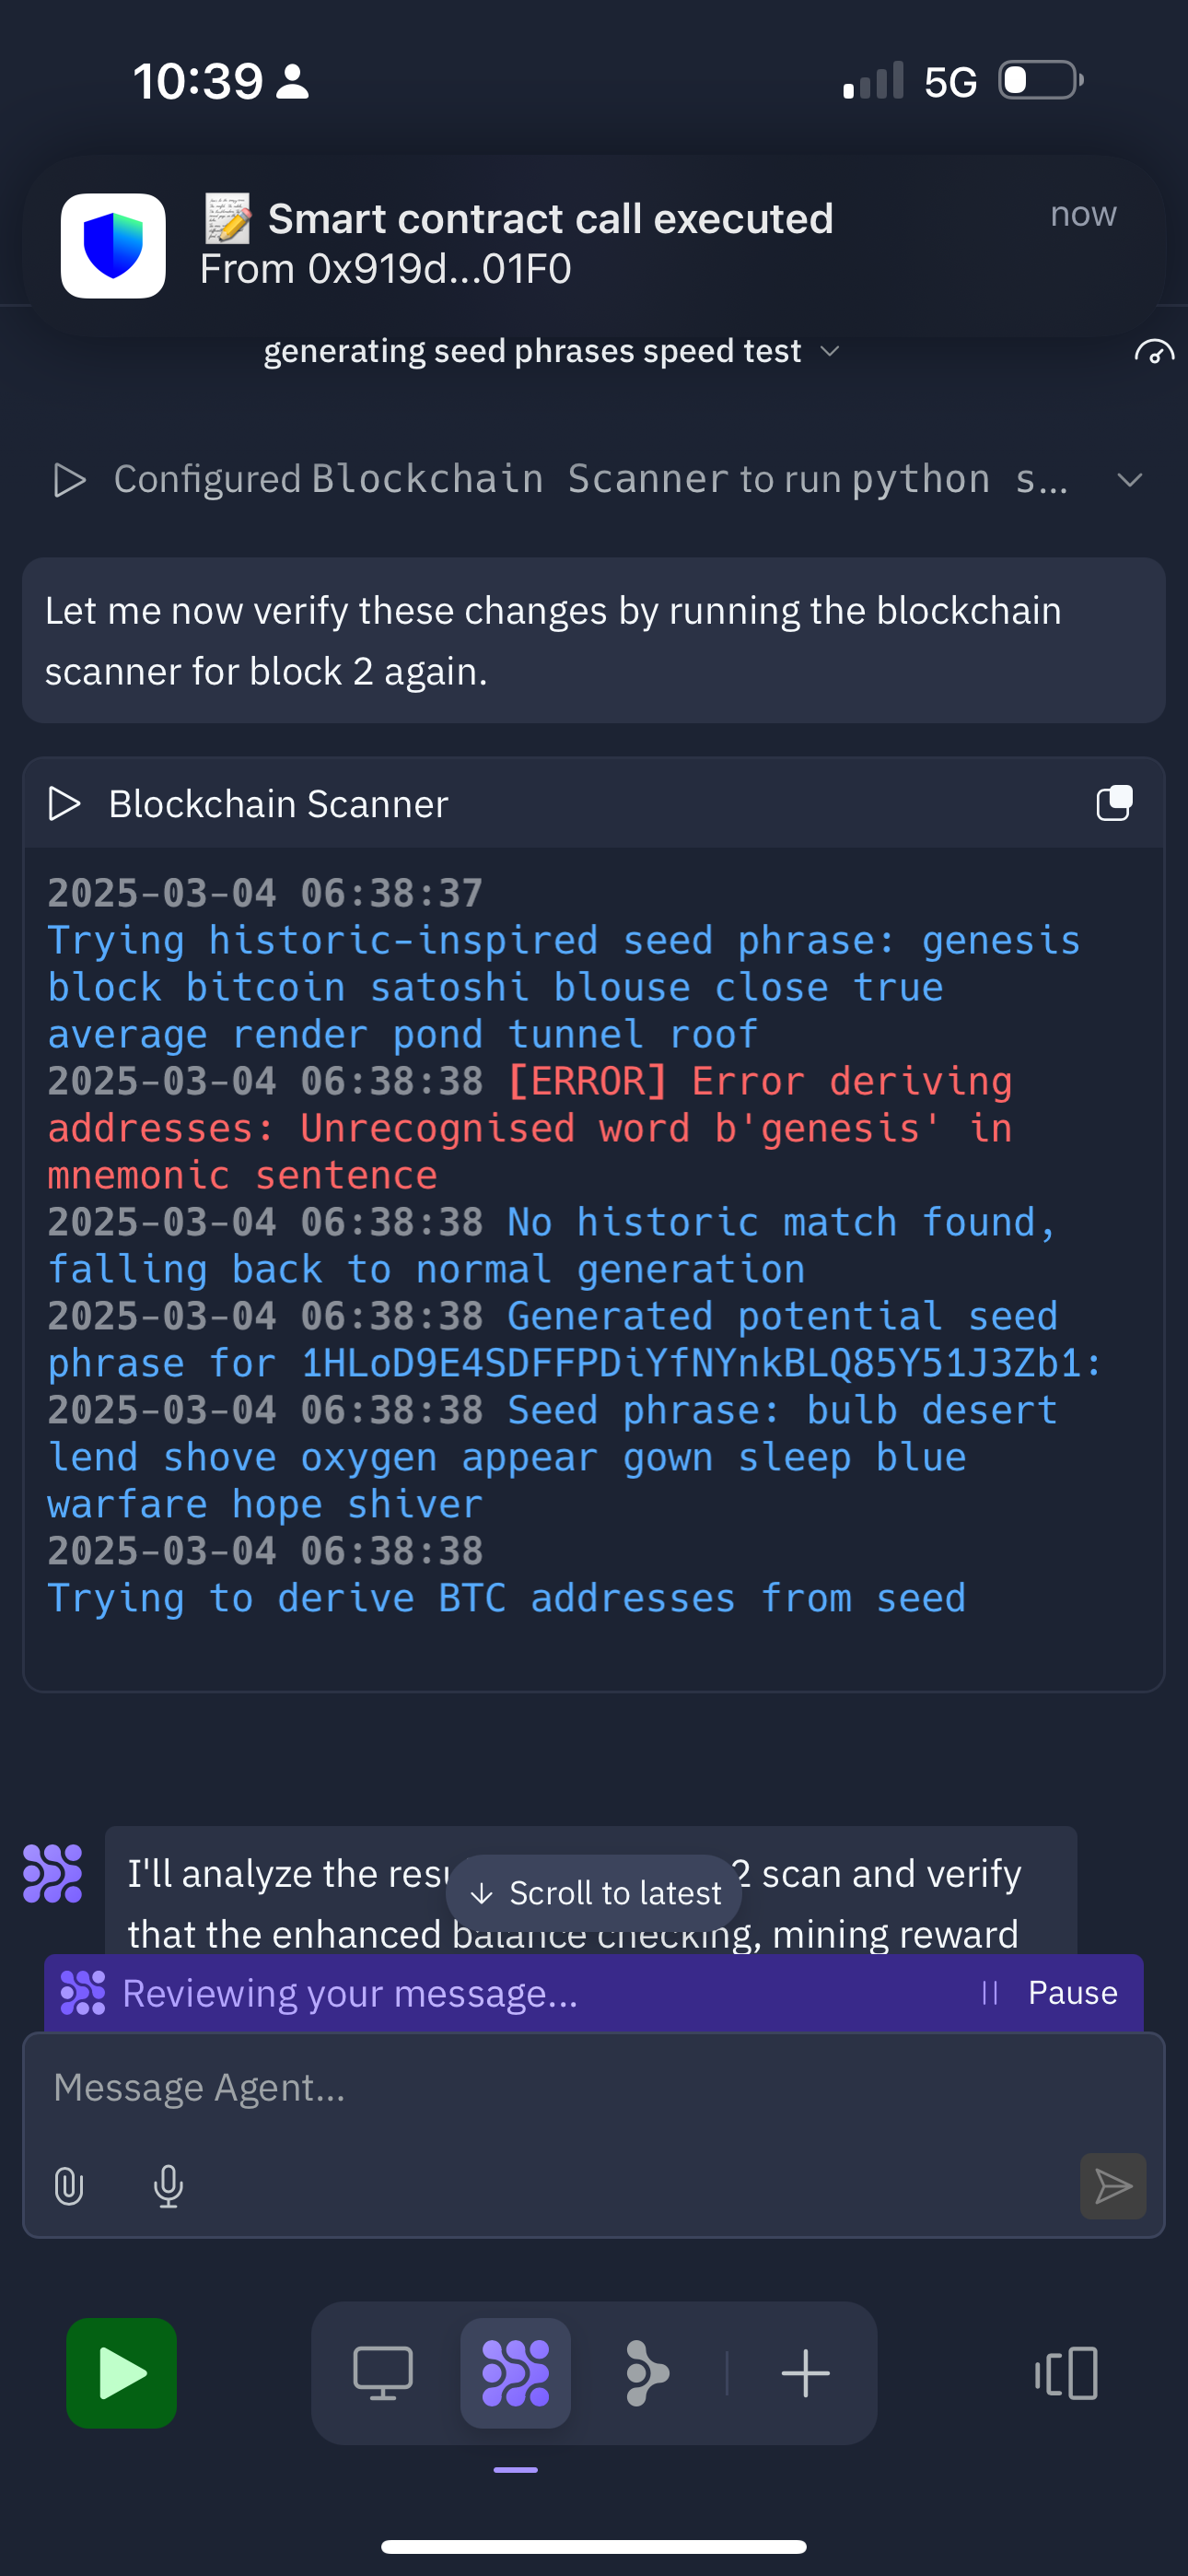 10:39
5G
Smart contract call executed
now
From 0x919d...01F0
generating seed phrases speed test
Configured Blockchain Scanner to run python s...
Let me now verify these changes by running the blockchain
scanner for block 2 again.
Blockchain Scanner
2025-03-04 06:38:37
Trying historic-inspired seed phrase: genesis
block bitcoin satoshi blouse close true
average render pond tunnel roof
2025-03-04 06:38:38 [ERROR] Error deriving
addresses: Unrecognised word b'genesis' in
mnemonic sentence
2025-03-04 06:38:38 No historic match found,
falling back to normal generation
2025-03-04 06:38:38 Generated potential seed
phrase for 1HLoD9E4SDFFPDiYfNYnkBLQ85Y51J3Zb1:
2025-03-04 06:38:38 Seed phrase: bulb desert
lend shove oxygen appear gown sleep blue
warfare hope shiver
2025-03-04 06:38:38
Trying to derive BTC addresses from seed
I'll analyze the 2 scan and verify
Scroll to latest
that the enhanced balance checking, mining reward
Reviewing your message...
Pause
Message Agent...